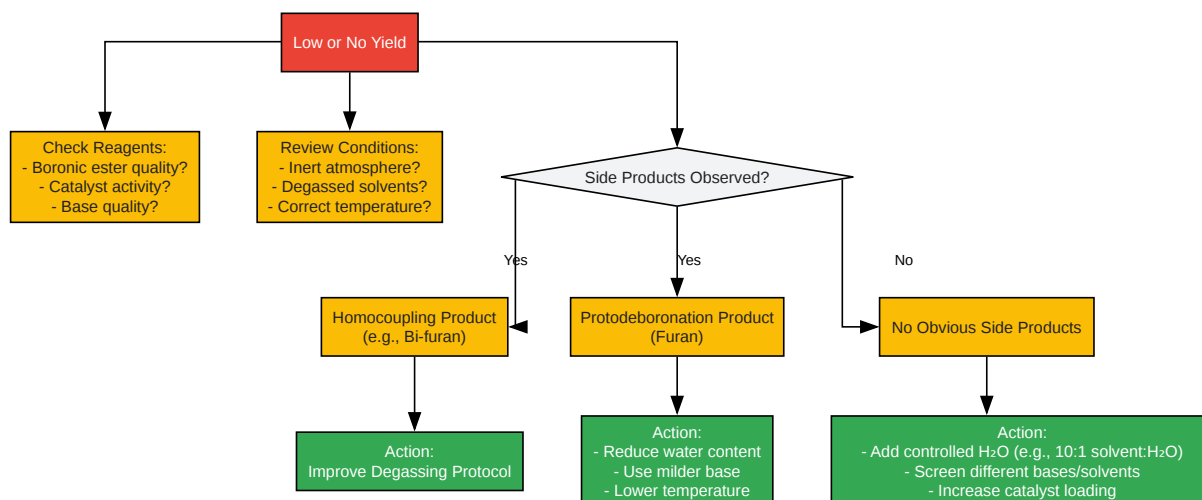 Low or No Yield
Check Reagents:
- Boronic ester quality?
- Catalyst activity?
- Base quality?
Review Conditions:
- Inert atmosphere?
- Degassed solvents?
- Correct temperature?
Side Products Observed?
Yes
Yes
No
Homocoupling Product
(e.g., Bi-furan)
Protodeboronation Product
(Furan)
No Obvious Side Products
Action:
Improve Degassing Protocol
Action:
- Reduce water content
- Use milder base
- Lower temperature
Action:
- Add controlled H₂O (e.g., 10:1 solvent:H₂O)
- Screen different bases/solvents
- Increase catalyst loading